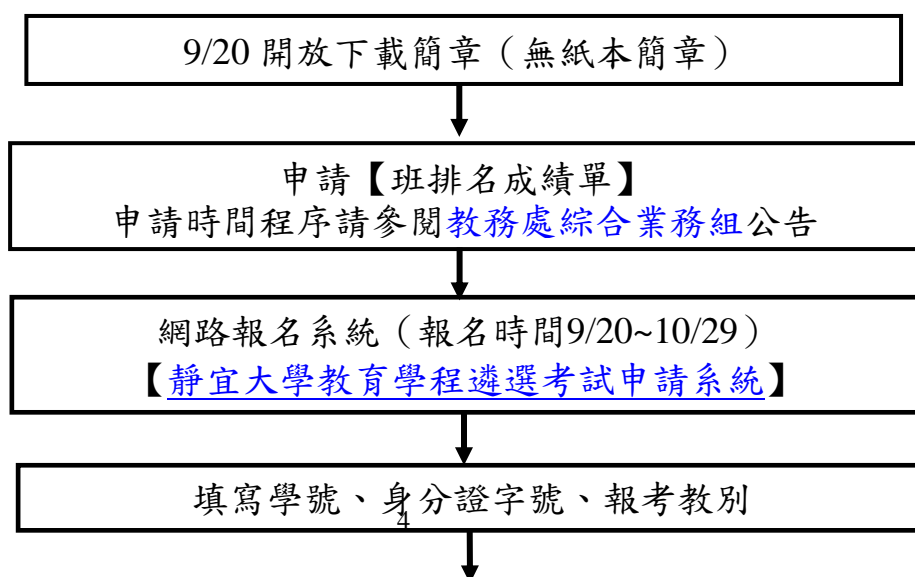 9/20 開放下載簡章（無紙本簡章）
申請【班排名成績單】
申請時間程序請參閱教務處綜合業務組公告
網路報名系統（報名時間9/20~10/29）
【靜宜大學教育學程遴選考試申請系統】
填寫學號、身分證字號、報考教別
4